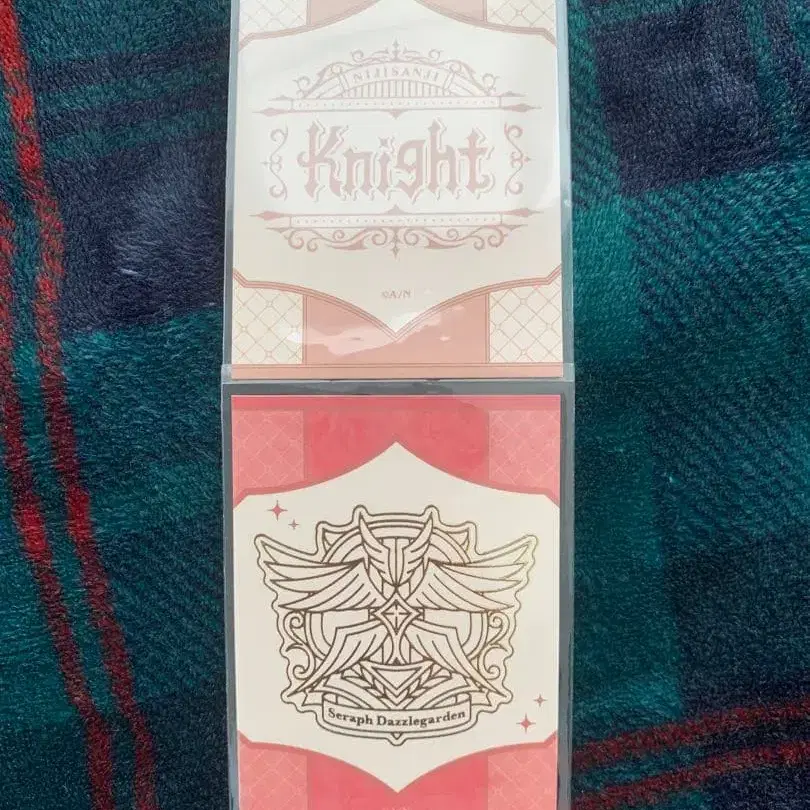 NIJISANJI
Knight
©A/N
Seraph Dazzlegarden